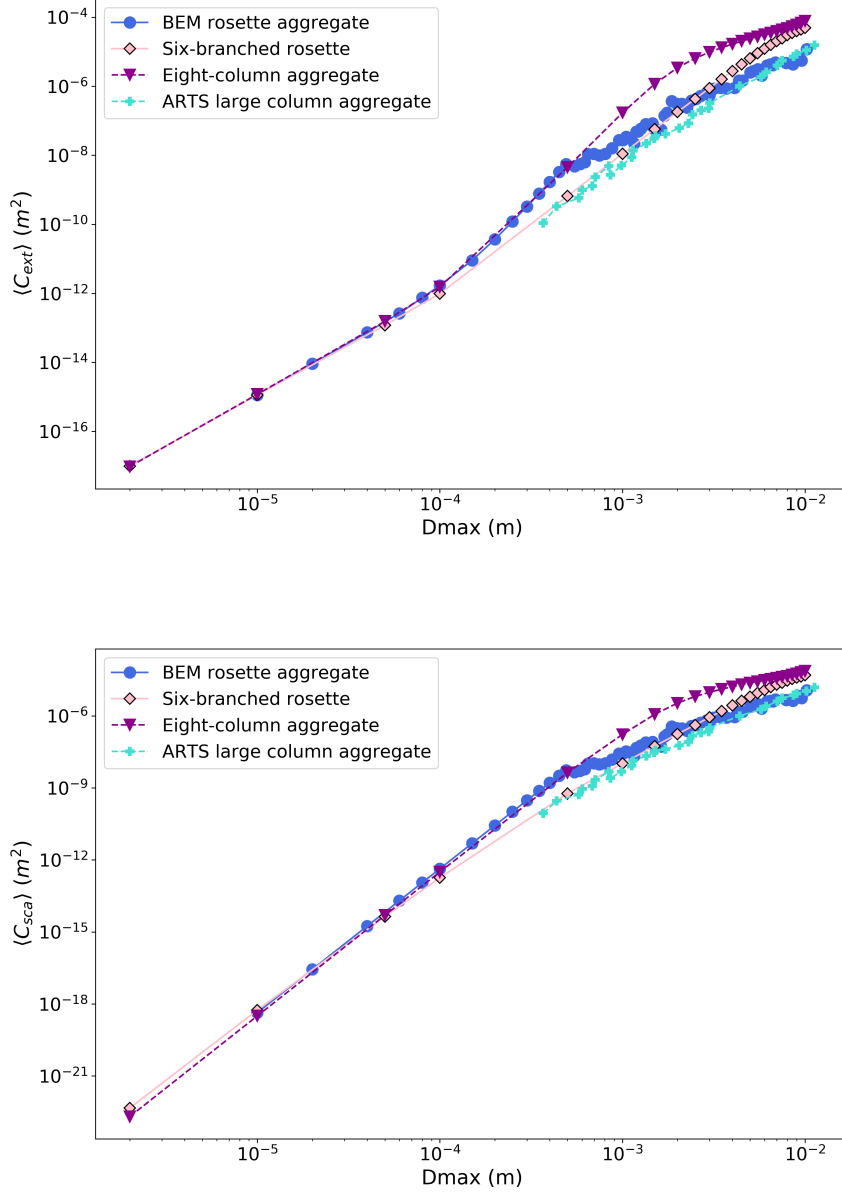 10⁻⁴
10⁻⁶
10⁻⁸
10⁻¹⁰
10⁻¹²
10⁻¹⁴
10⁻¹⁶
⟨C_ext⟩ (m²)
BEM rosette aggregate
Six-branched rosette
Eight-column aggregate
ARTS large column aggregate
10⁻⁵ 10⁻⁴ 10⁻³ 10⁻²
Dmax (m)
10⁻⁶
10⁻⁹
10⁻¹²
10⁻¹⁵
10⁻¹⁸
10⁻²¹
⟨C_sca⟩ (m²)
BEM rosette aggregate
Six-branched rosette
Eight-column aggregate
ARTS large column aggregate
10⁻⁵ 10⁻⁴ 10⁻³ 10⁻²
Dmax (m)